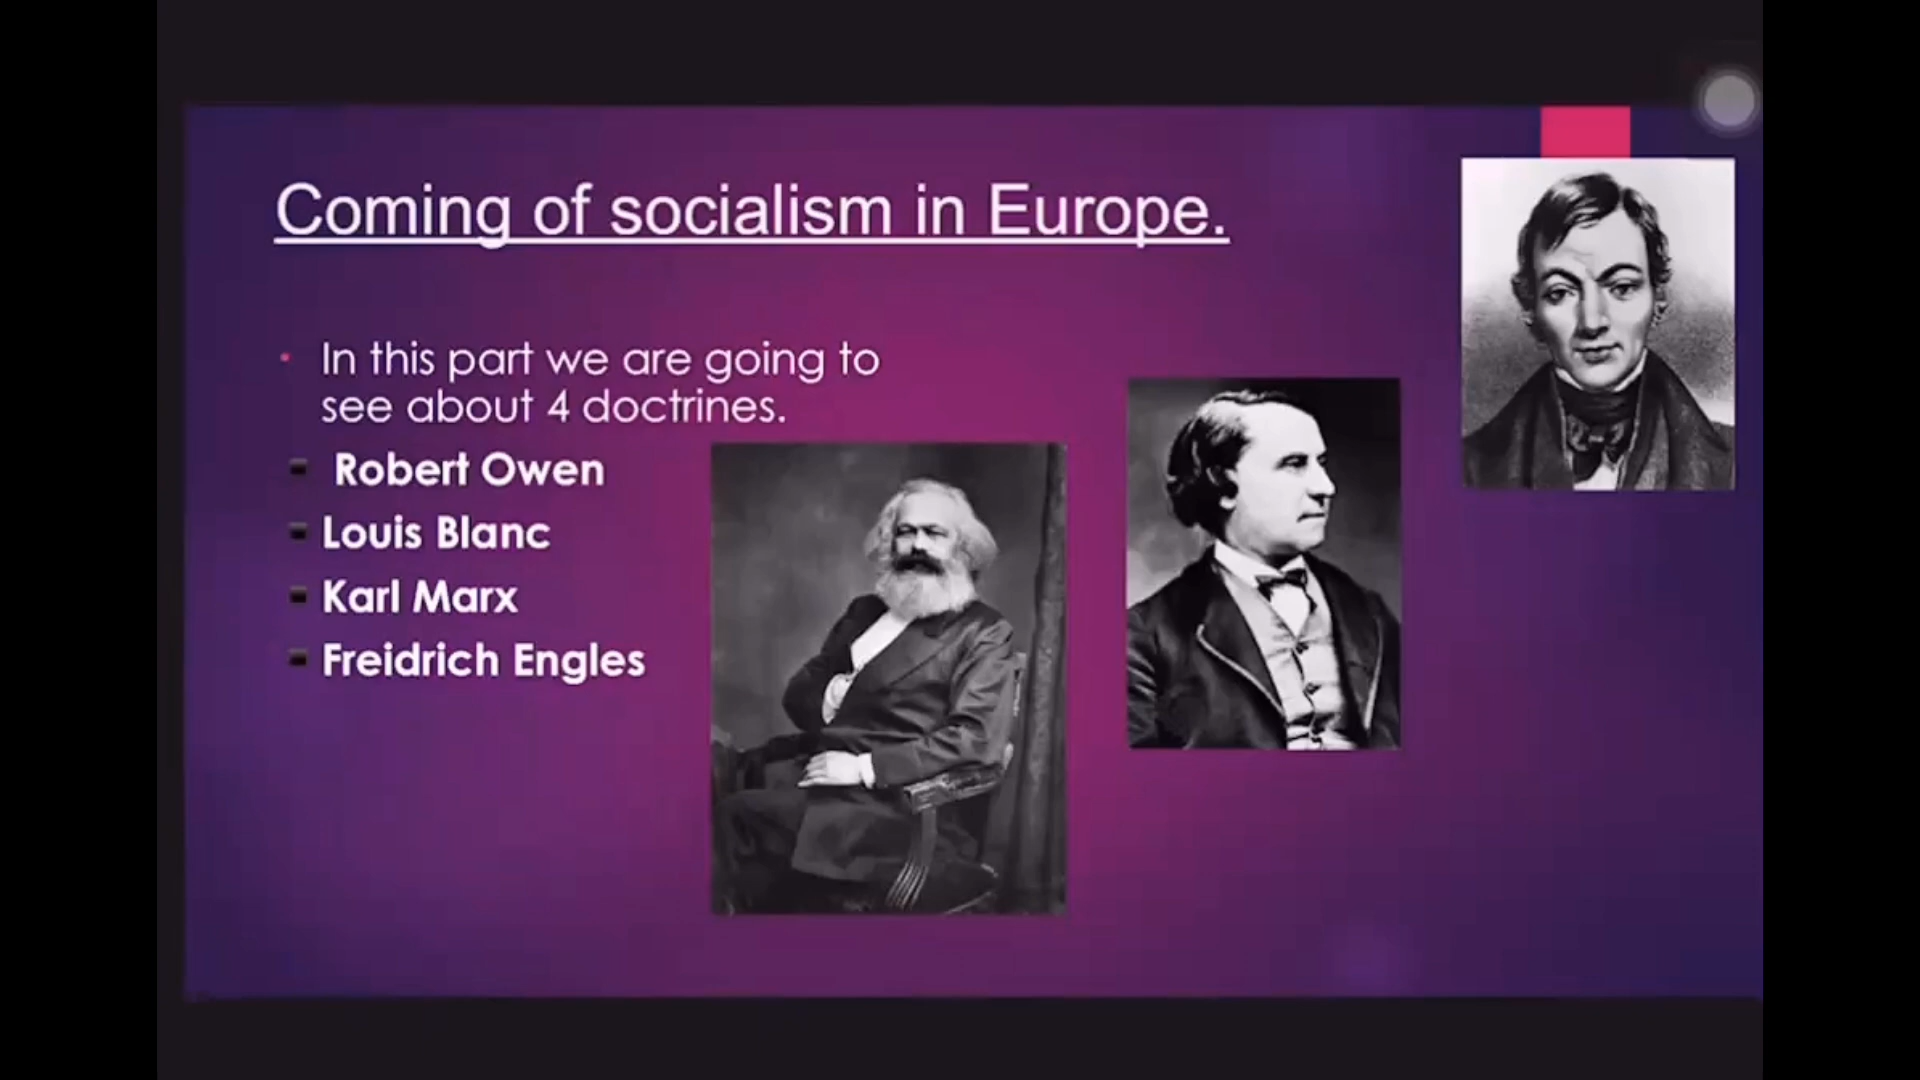 Coming of socialism in Europe.
In this part we are going to
see about 4 doctrines.
Robert Owen
Louis Blanc
Karl Marx
Freidrich Engles